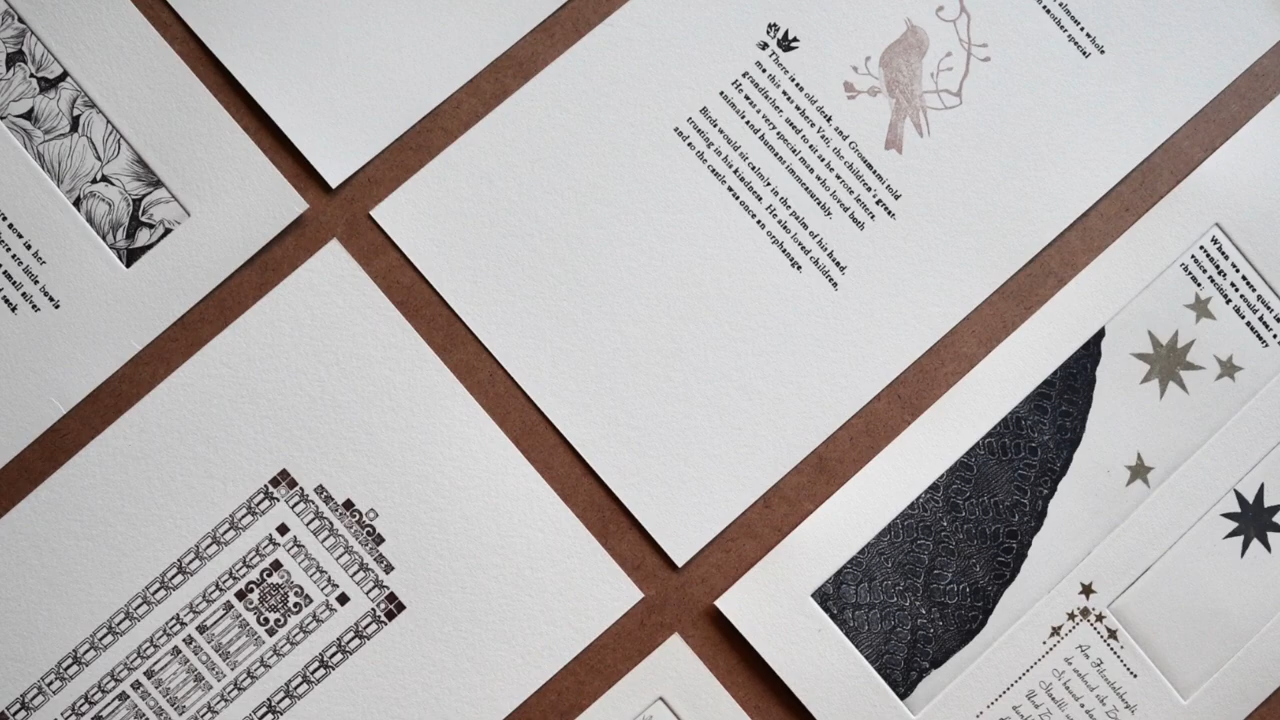 almost a whole
another special
There is an old desk, and Grossmami told
me this was where Vati, the children's great
grandfather, used to sit as he wrote letters.
He was a very special man who loved both
animals and humans immeasurably.
Birds would sit calmly in the palm of his hand,
trusting in his kindness. He also loved children,
and so the castle was once an orphanage.
now in her
here are little bowls
small silver
seek.
When we were quiet
evenings, we could hear a
voice reciting this nursery
rhyme:
An